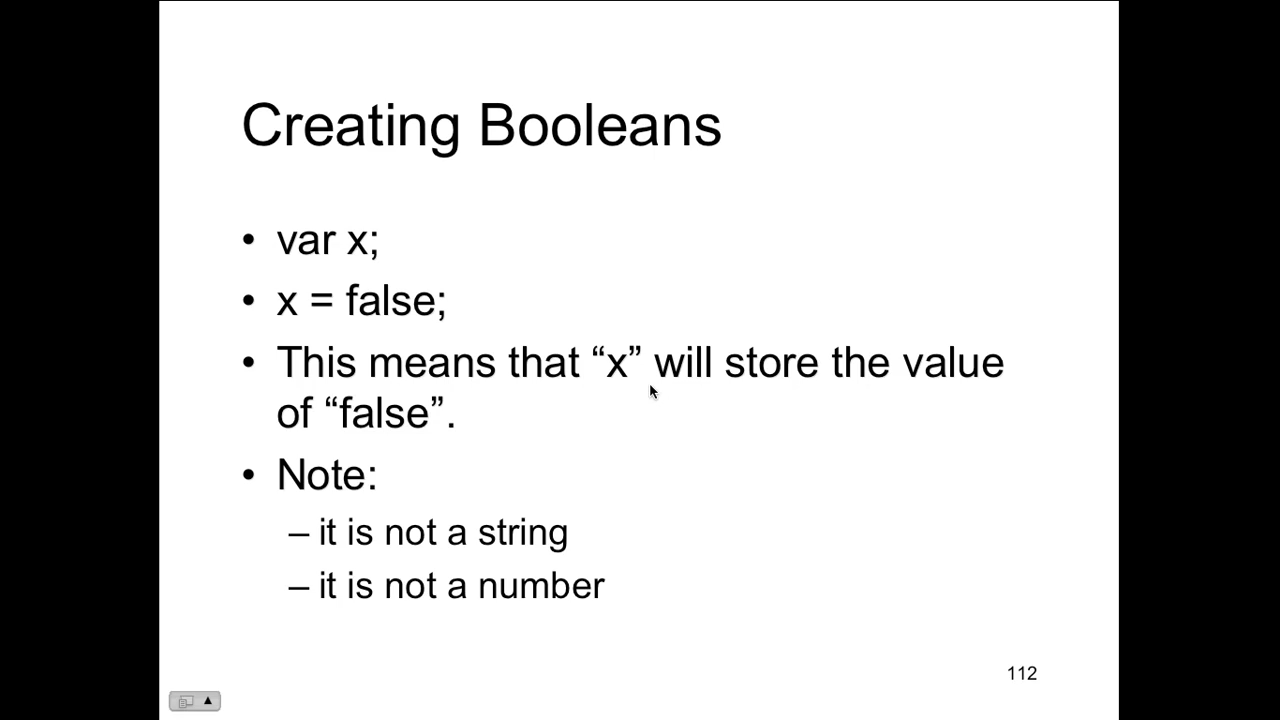 Creating Booleans
• var x;
• x = false;
• This means that “x” will store the value
of “false”.
• Note:
– it is not a string
– it is not a number
112